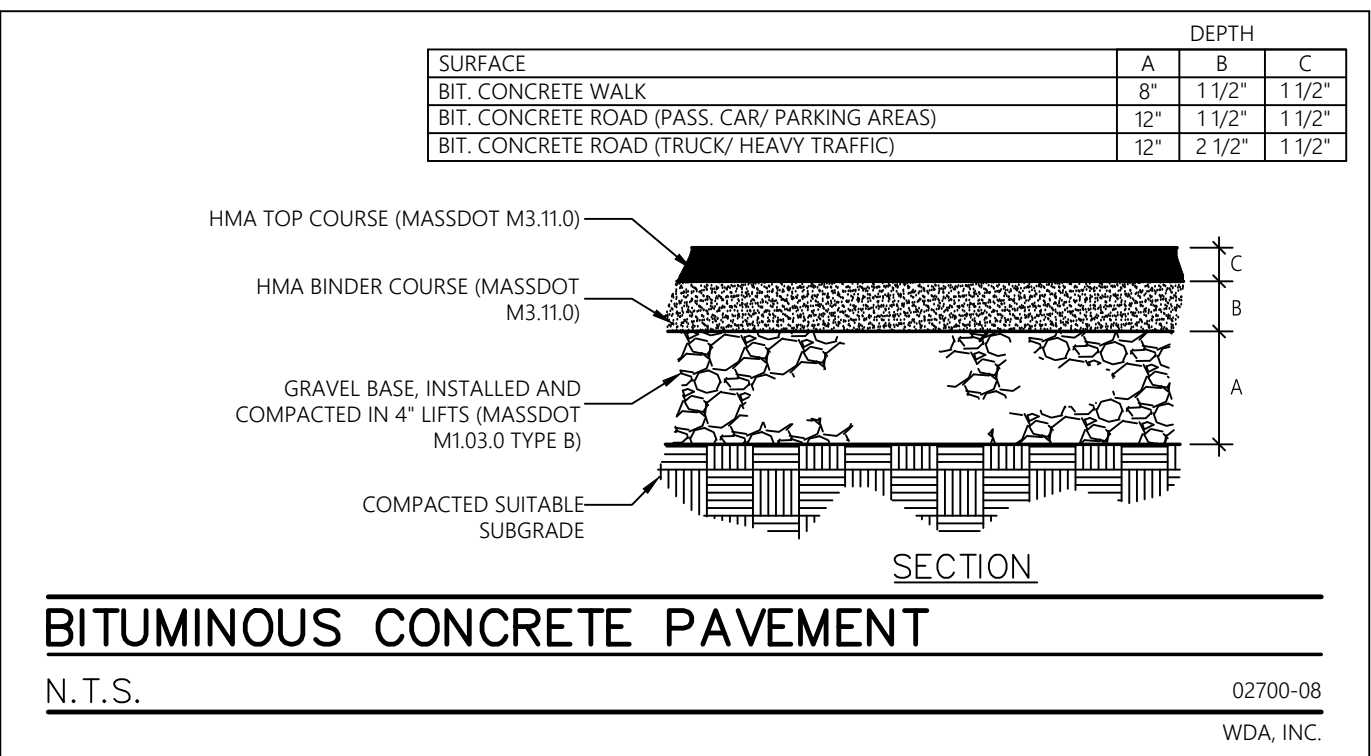 DEPTH
SURFACE A B C
BIT. CONCRETE WALK 8" 1 1/2" 1 1/2"
BIT. CONCRETE ROAD (PASS. CAR/ PARKING AREAS) 12" 1 1/2" 1 1/2"
BIT. CONCRETE ROAD (TRUCK/ HEAVY TRAFFIC) 12" 2 1/2" 1 1/2"
HMA TOP COURSE (MASSDOT M3.11.0)
C
HMA BINDER COURSE (MASSDOT
M3.11.0)
B
GRAVEL BASE, INSTALLED AND
COMPACTED IN 4" LIFTS (MASSDOT
M1.03.0 TYPE B)
A
COMPACTED SUITABLE
SUBGRADE
SECTION
BITUMINOUS CONCRETE PAVEMENT
N.T.S. 02700-08
WDA, INC.